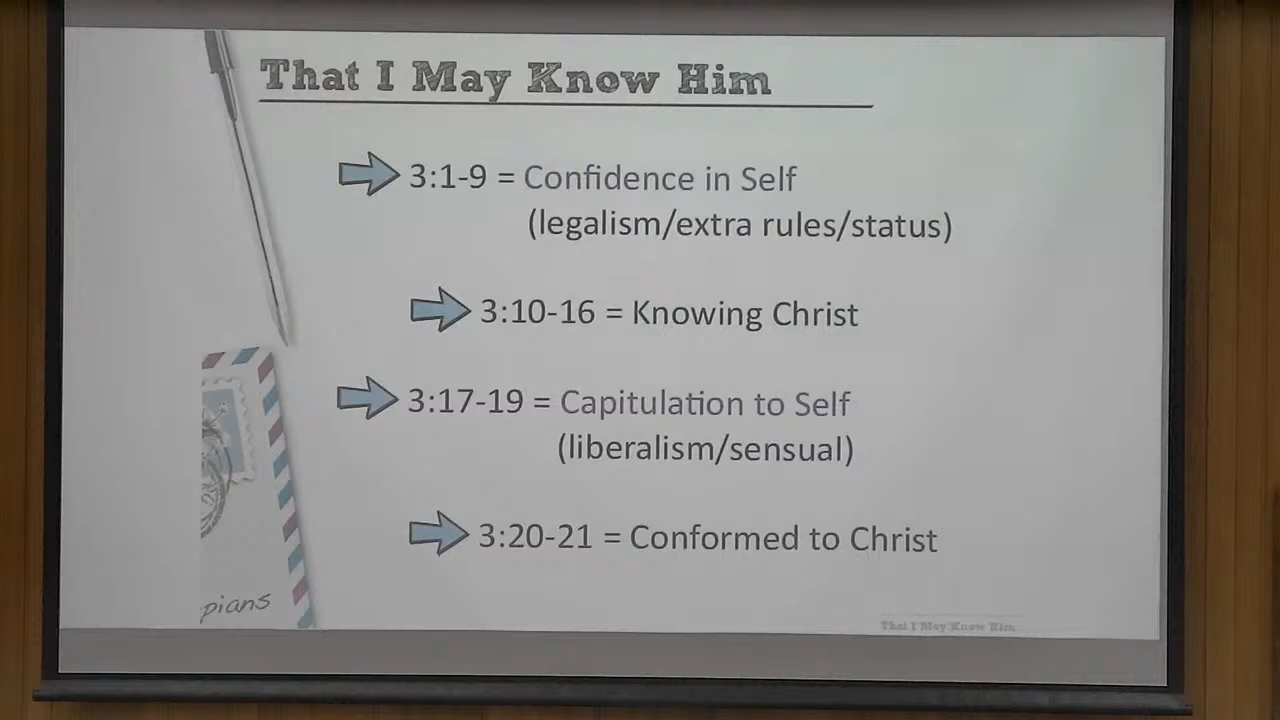 That I May Know Him
3:1-9 = Confidence in Self
(legalism/extra rules/status)
3:10-16 = Knowing Christ
3:17-19 = Capitulation to Self
(liberalism/sensual)
3:20-21 = Conformed to Christ
pians
That I May Know Him